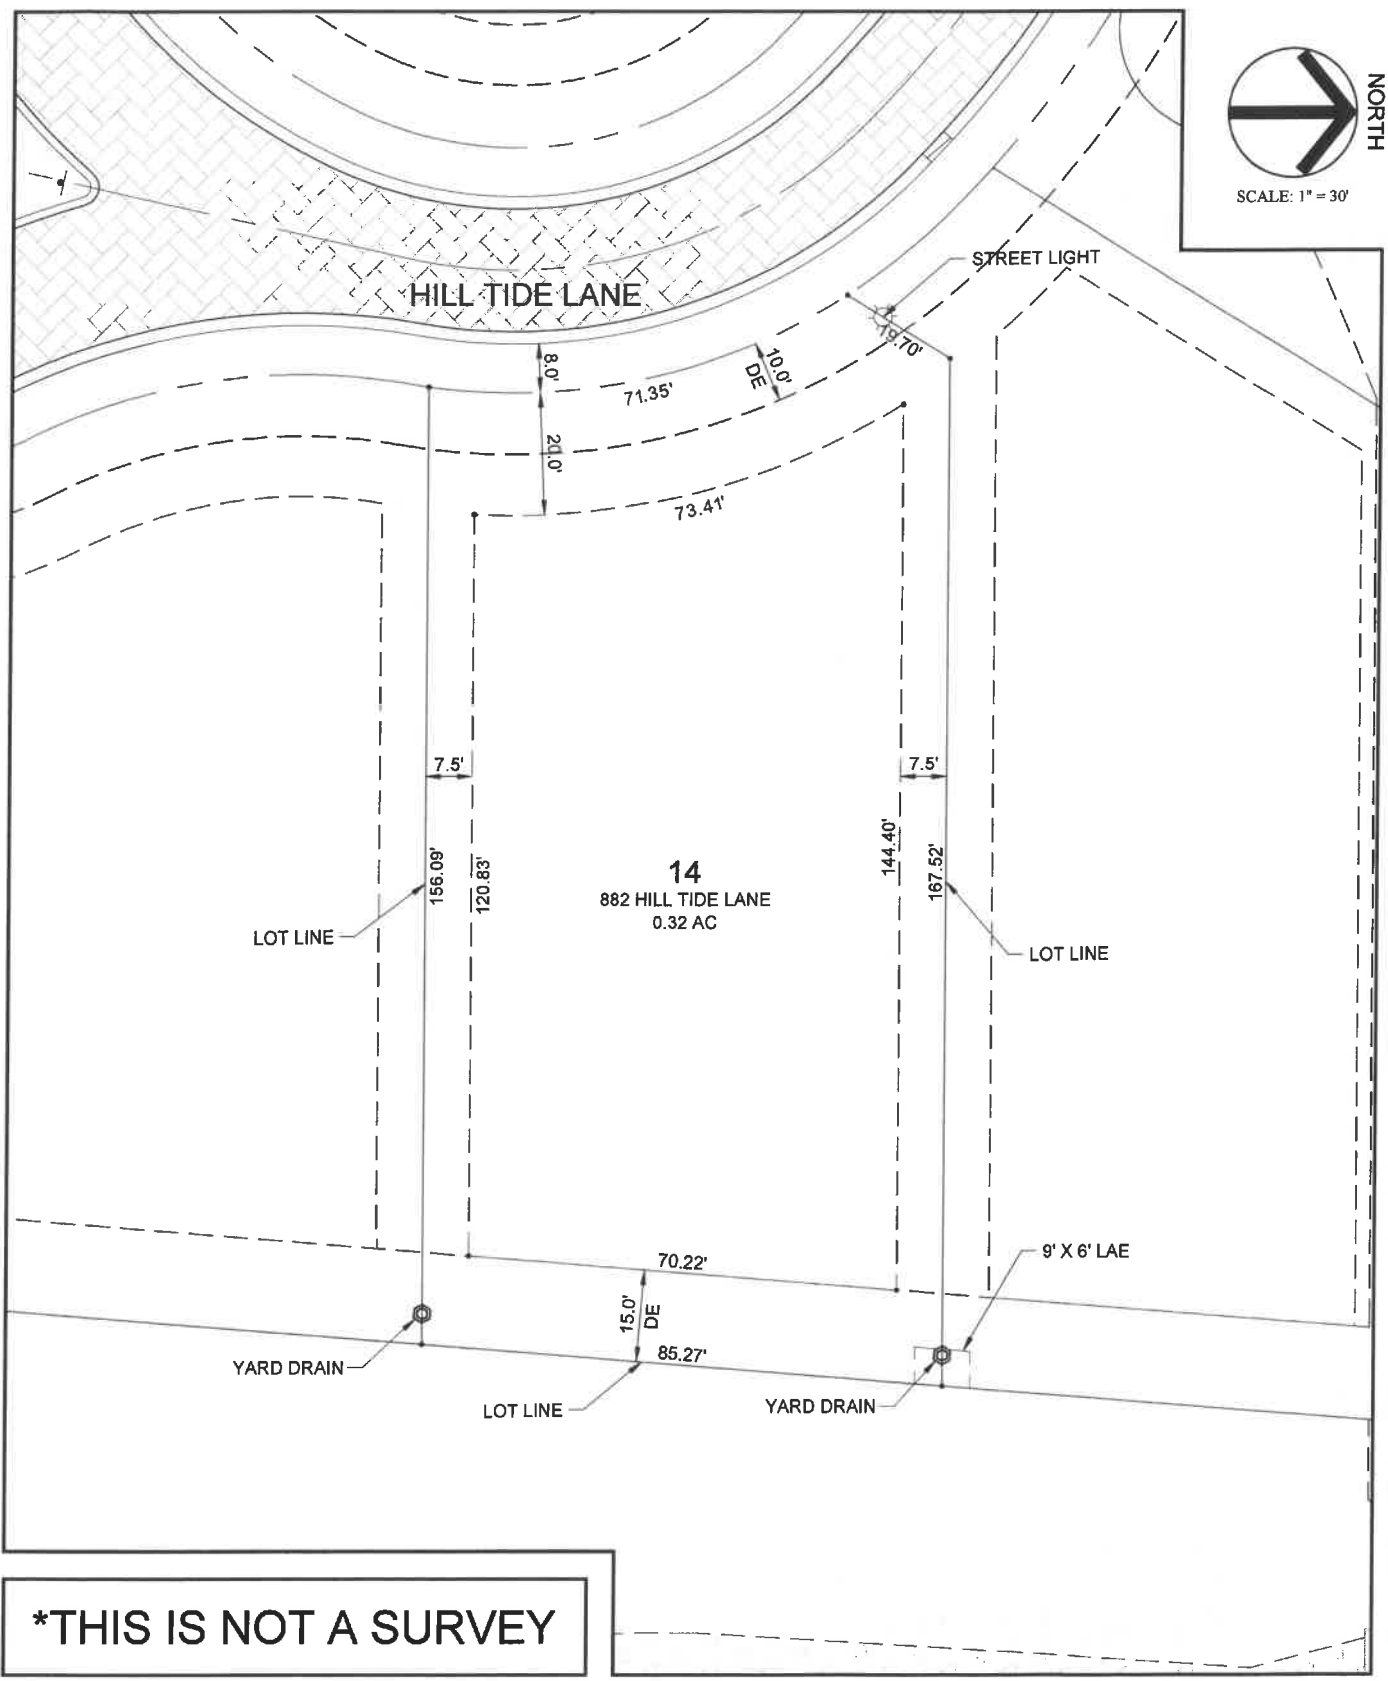 NORTH
SCALE: 1" = 30'
STREET LIGHT
HILL TIDE LANE
19.70'
8.0'
10.0'
DE
71.35'
20.0'
73.41'
7.5'
7.5'
156.09'
120.83'
144.40'
167.52'
14
882 HILL TIDE LANE
0.32 AC
LOT LINE
LOT LINE
70.22'
9' X 6' LAE
15.0'
DE
85.27'
YARD DRAIN
LOT LINE
YARD DRAIN
*THIS IS NOT A SURVEY